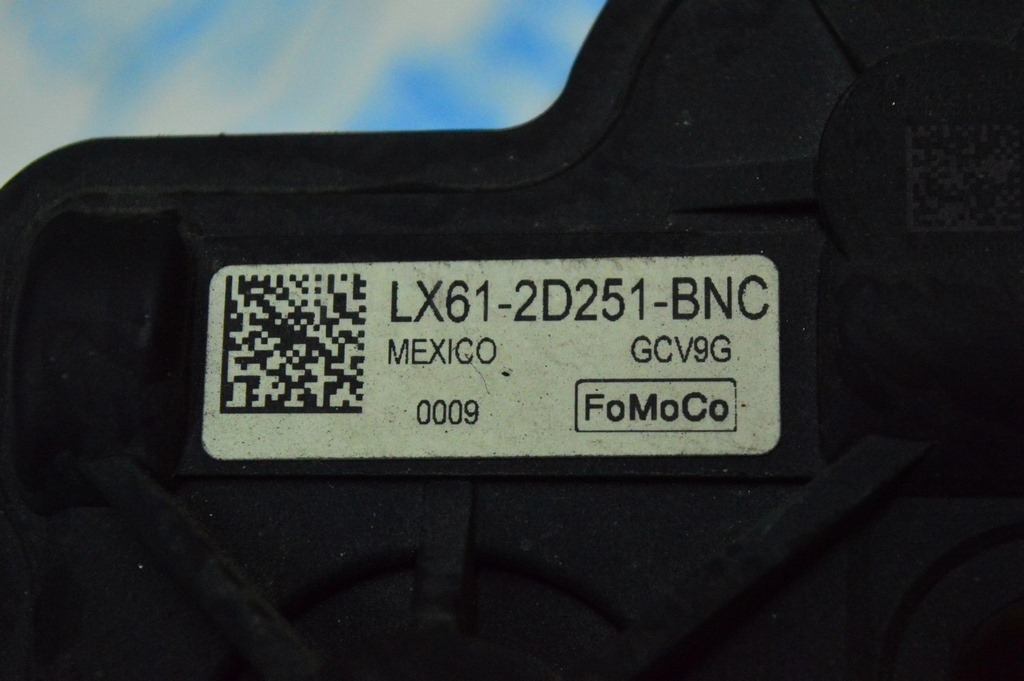 LX61-2D251-BNC
MEXICO GCV9G
0009 FoMoCo